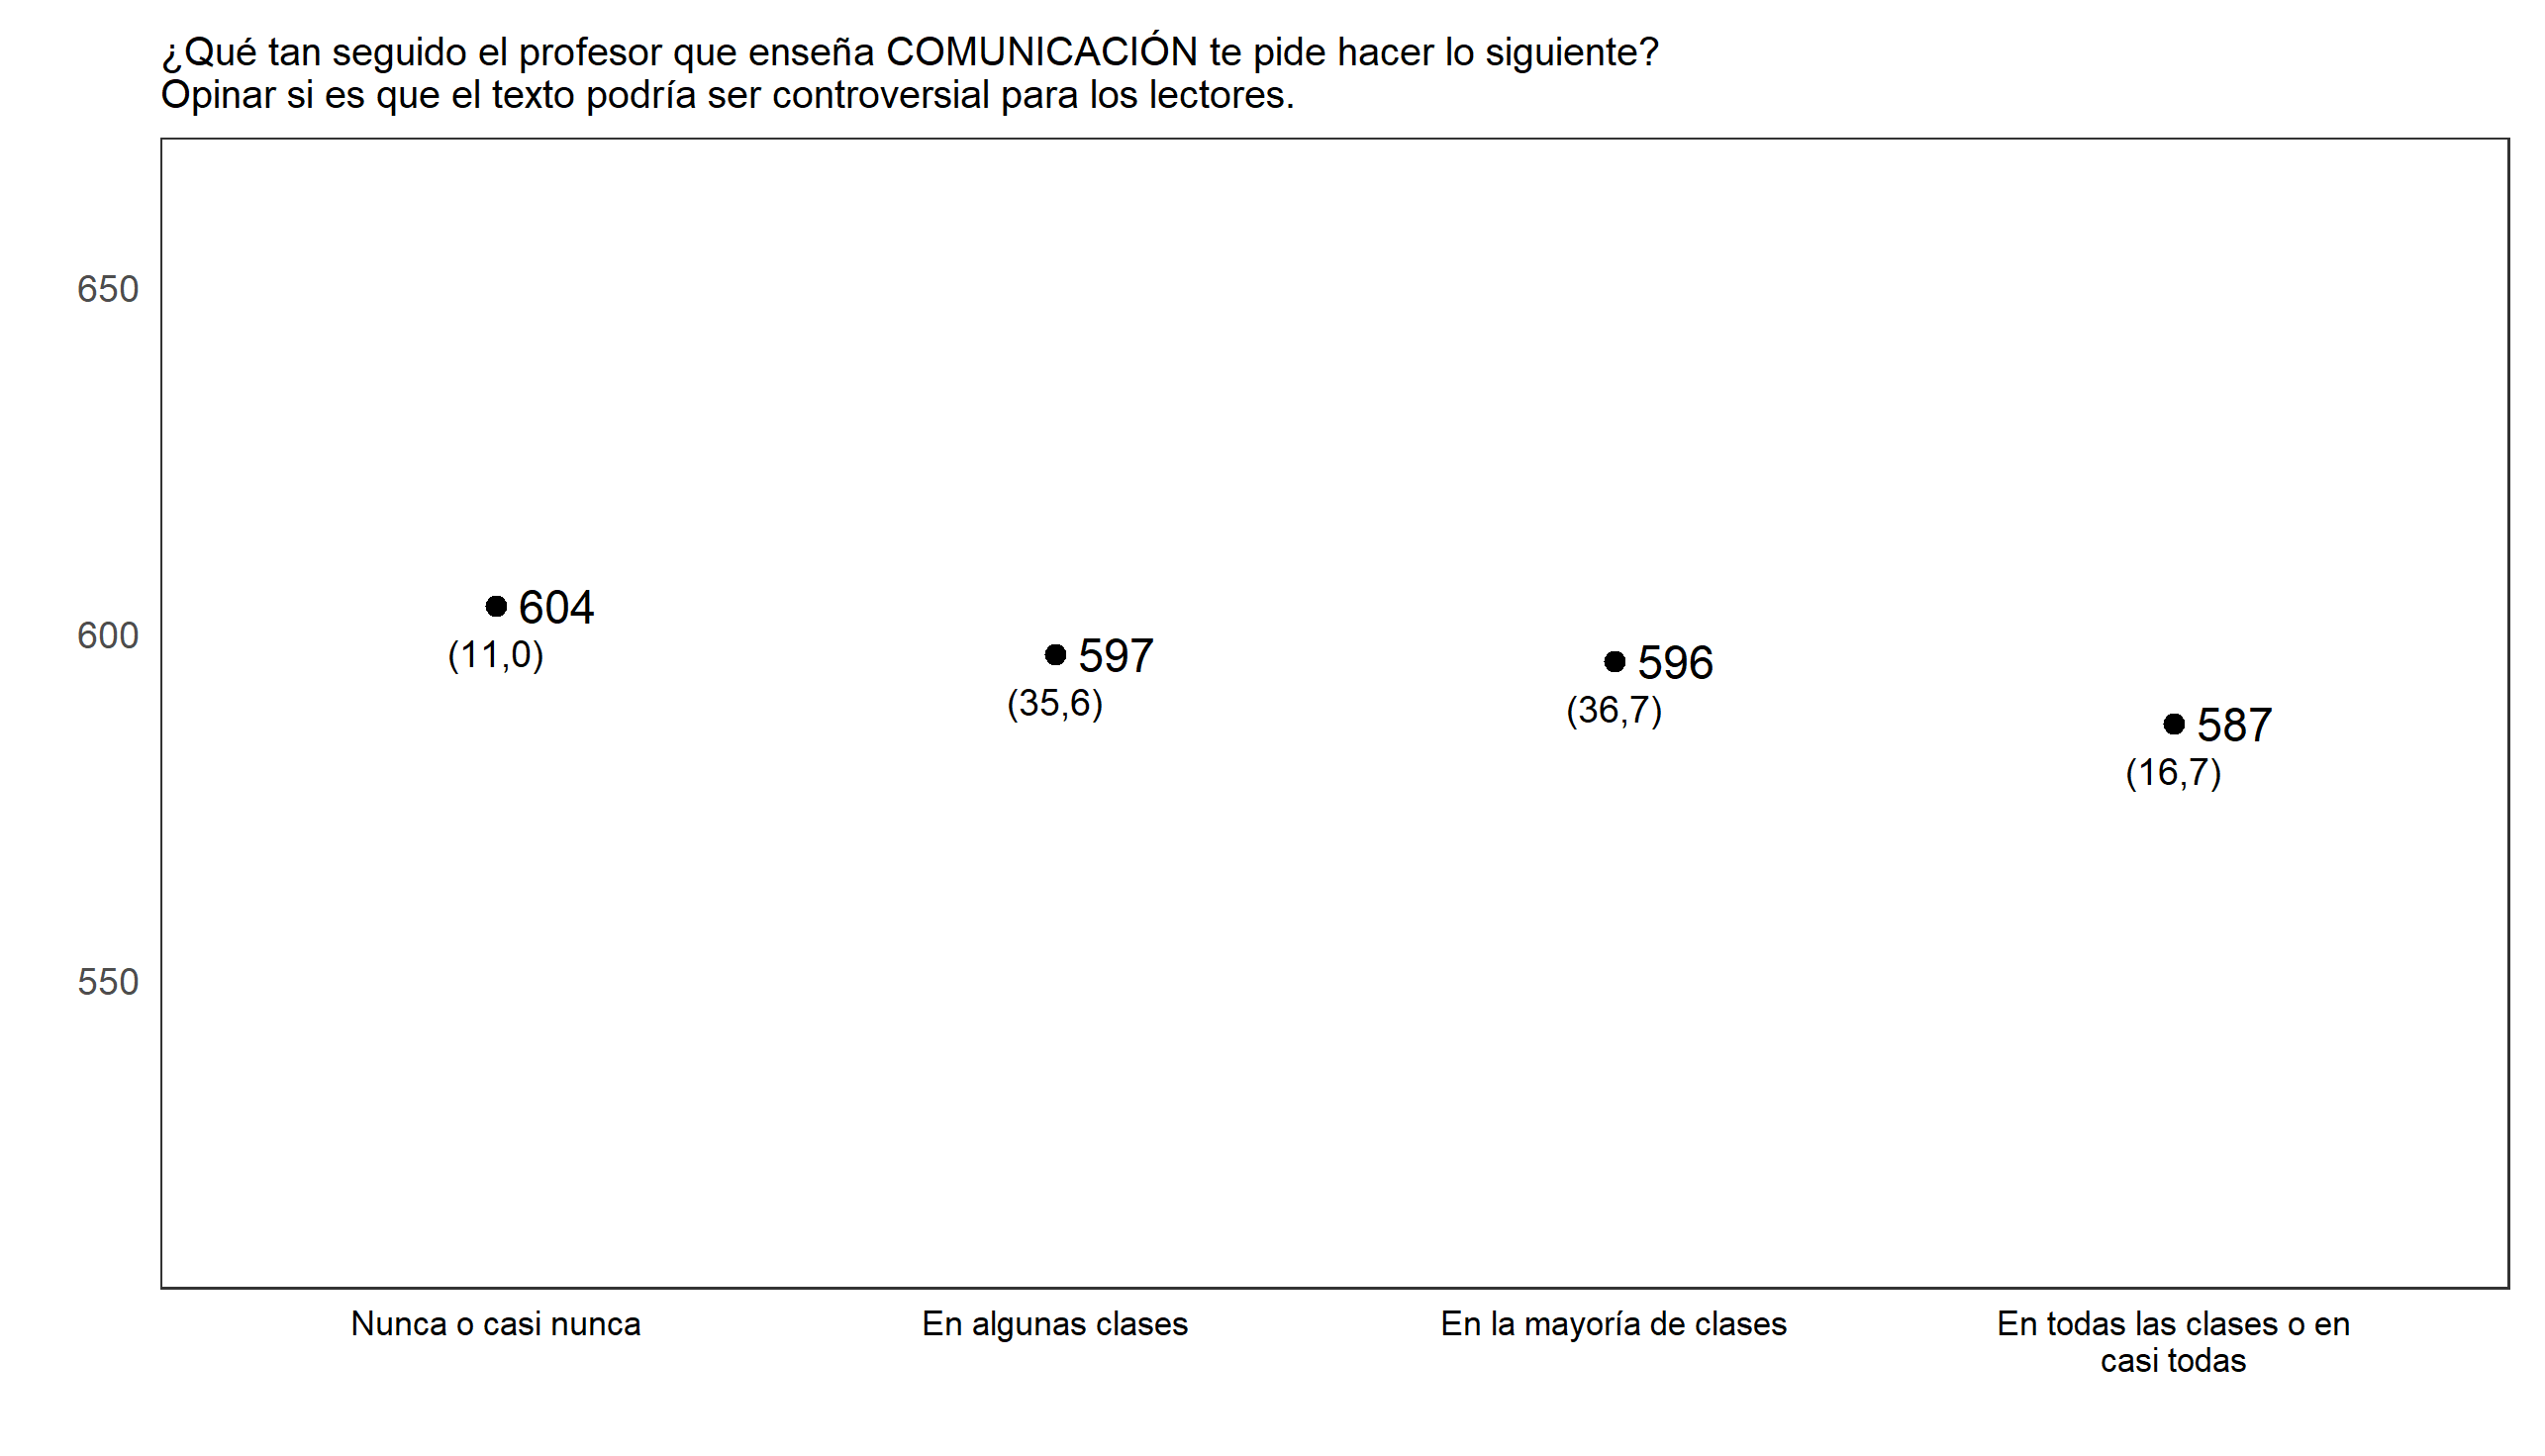 ¿Qué tan seguido el profesor que enseña COMUNICACIÓN te pide hacer lo siguiente?
Opinar si es que el texto podría ser controversial para los lectores.
650
600
550
604
(11,0)
597
(35,6)
596
(36,7)
587
(16,7)
Nunca o casi nunca
En algunas clases
En la mayoría de clases
En todas las clases o en
casi todas